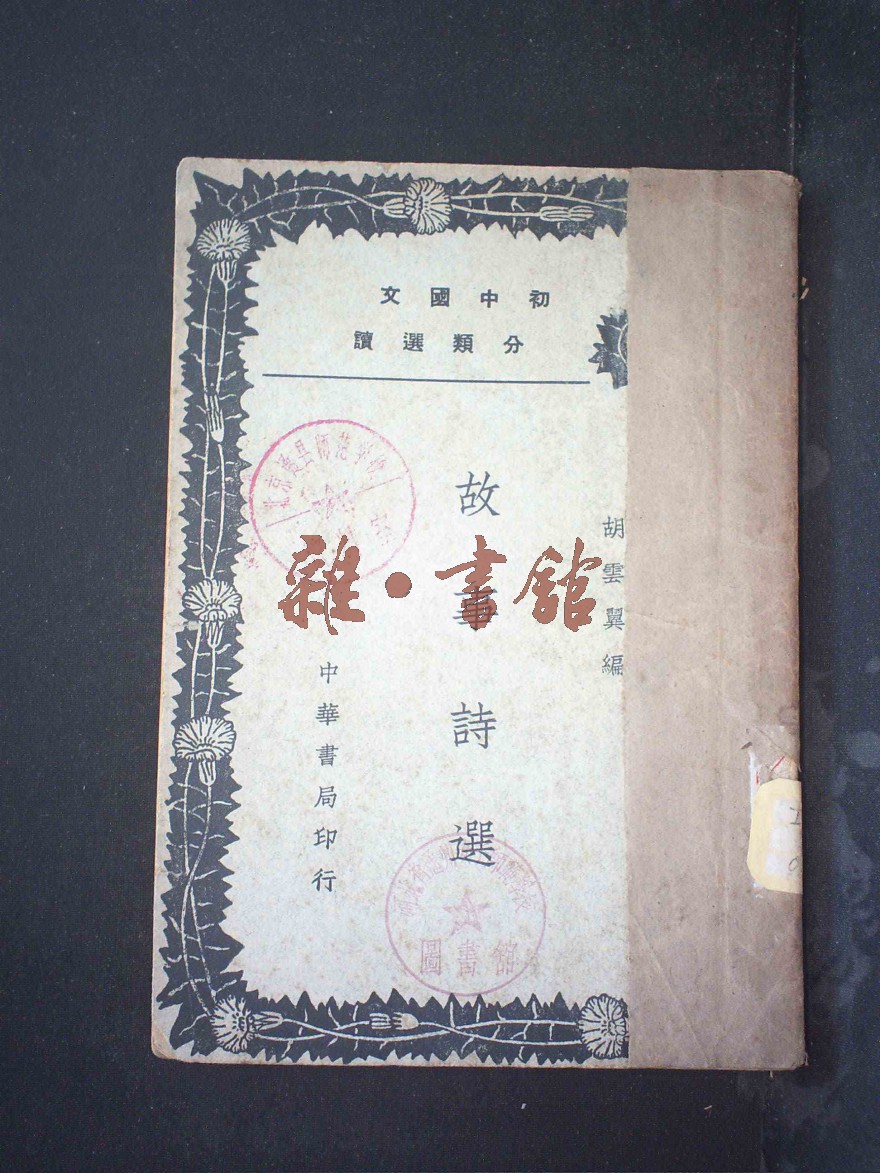 初中國文
分類選讀
胡雲翼編
故事詩選
中華書局印行
雜·書館
圖書館